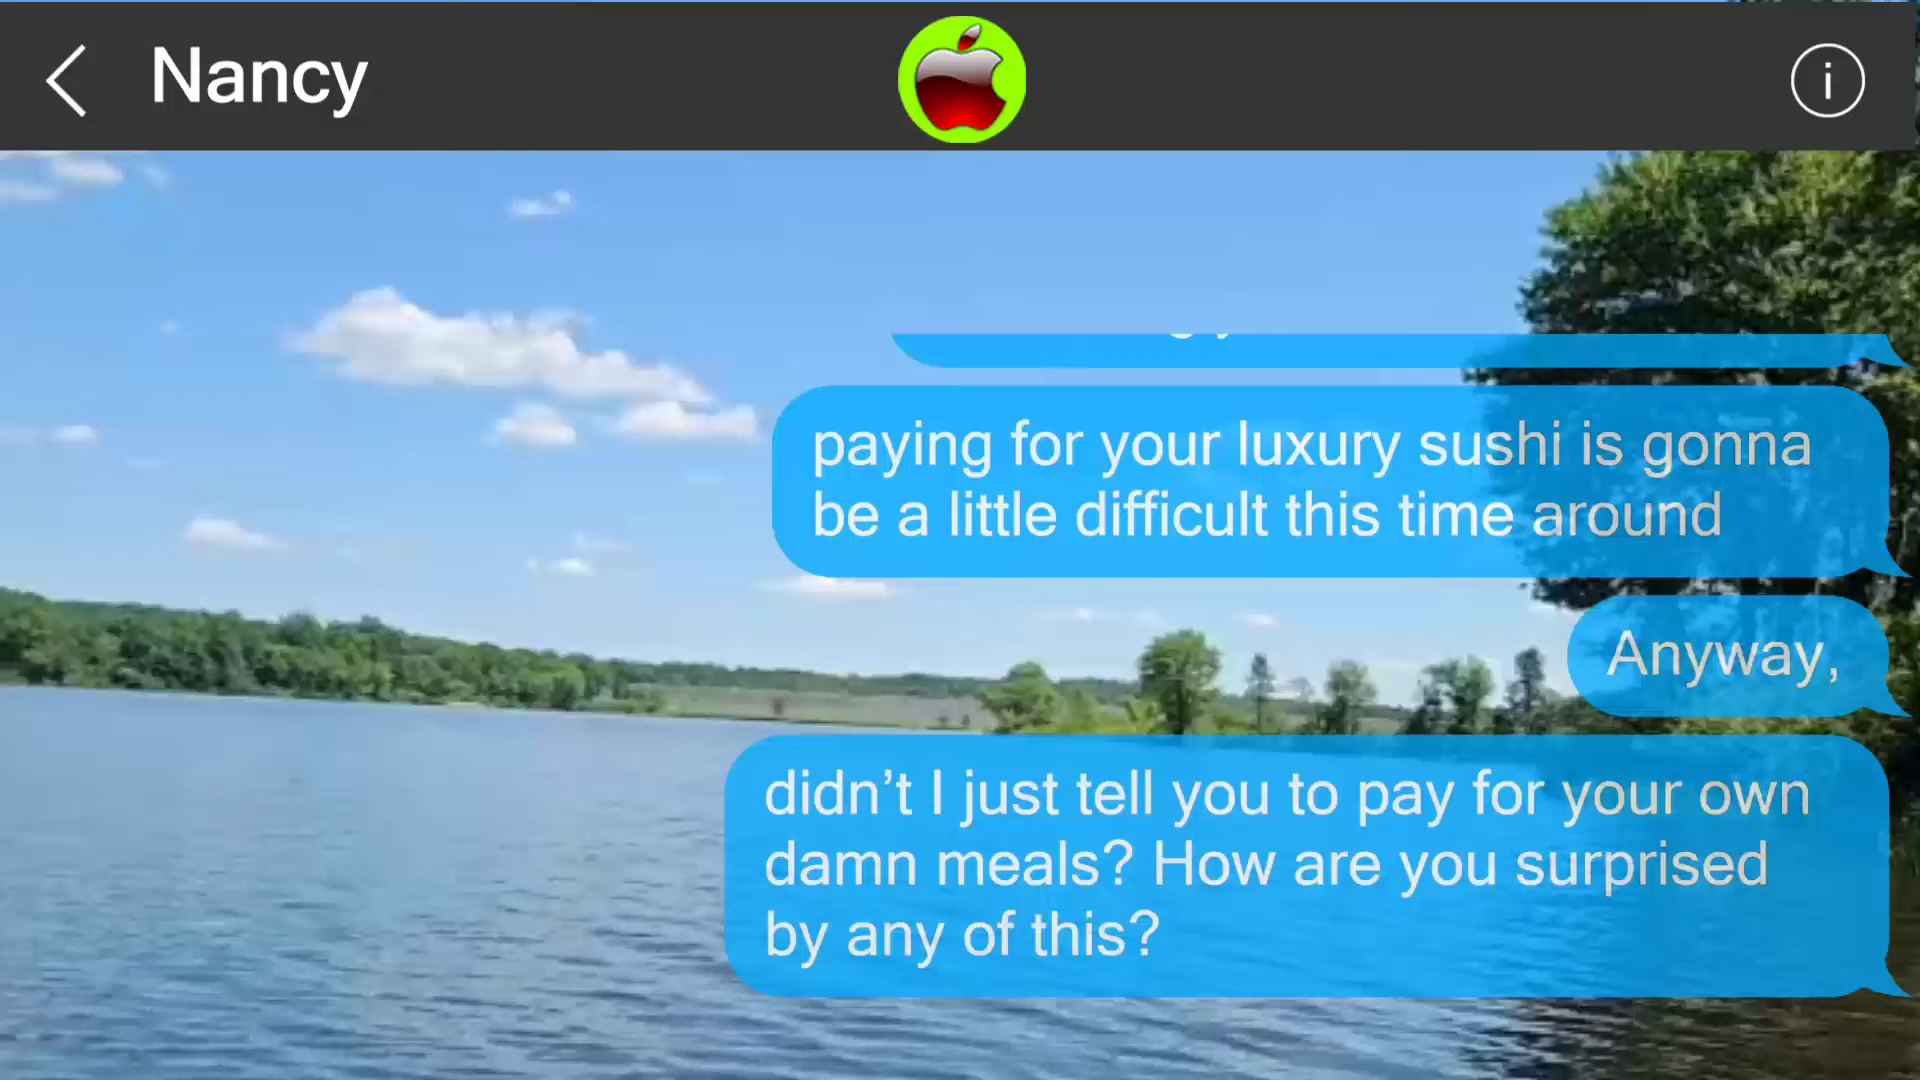 Nancy
paying for your luxury sushi is gonna
be a little difficult this time around
Anyway,
didn’t I just tell you to pay for your own
damn meals? How are you surprised
by any of this?